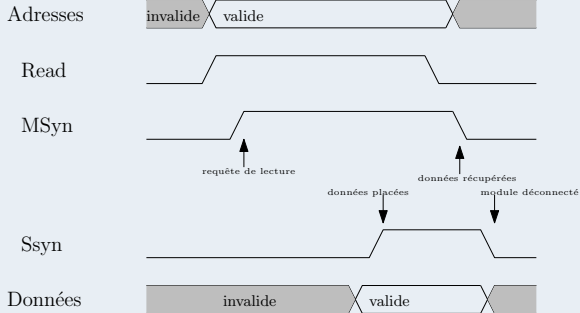 Adresses invalide valide
Read
MSyn
requête de lecture
données récupérées
données placées module déconnecté
Ssyn
Données invalide valide